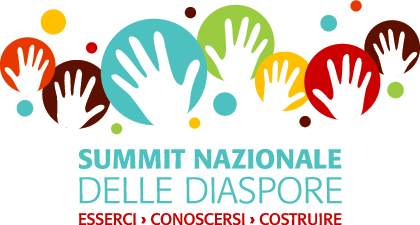 SUMMIT NAZIONALE
DELLE DIASPORE
ESSERCI › CONOSCERSI › COSTRUIRE